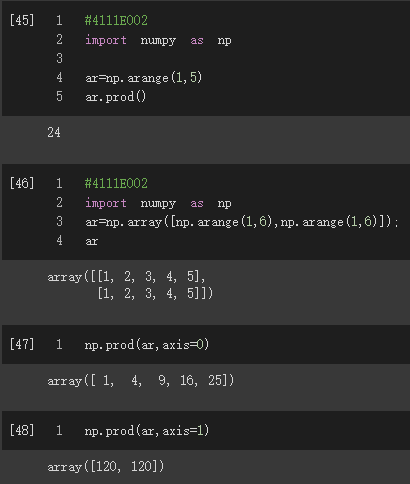 [45] 1 #4111E002
2 import numpy as np
3
4 ar=np.arange(1,5)
5 ar.prod()
24
[46] 1 #4111E002
2 import numpy as np
3 ar=np.array([np.arange(1,6),np.arange(1,6)]);
4 ar
array([[1, 2, 3, 4, 5],
[1, 2, 3, 4, 5]])
[47] 1 np.prod(ar,axis=0)
array([ 1, 4, 9, 16, 25])
[48] 1 np.prod(ar,axis=1)
array([120, 120])